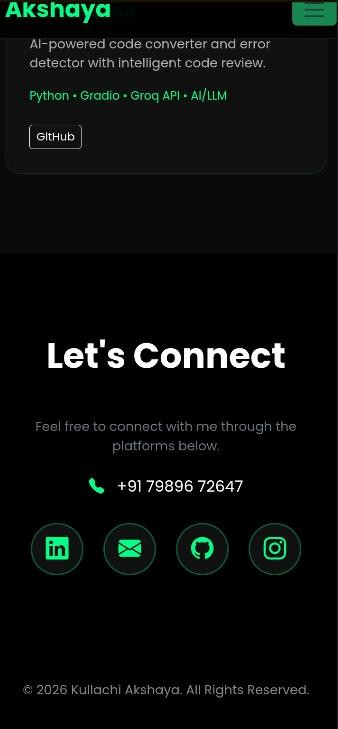 Akshaya
AI-powered code converter and error
detector with intelligent code review.
Python • Gradio • Groq API • AI/LLM
GitHub
Let's Connect
Feel free to connect with me through the
platforms below.
+91 79896 72647
in
© 2026 Kullachi Akshaya. All Rights Reserved.